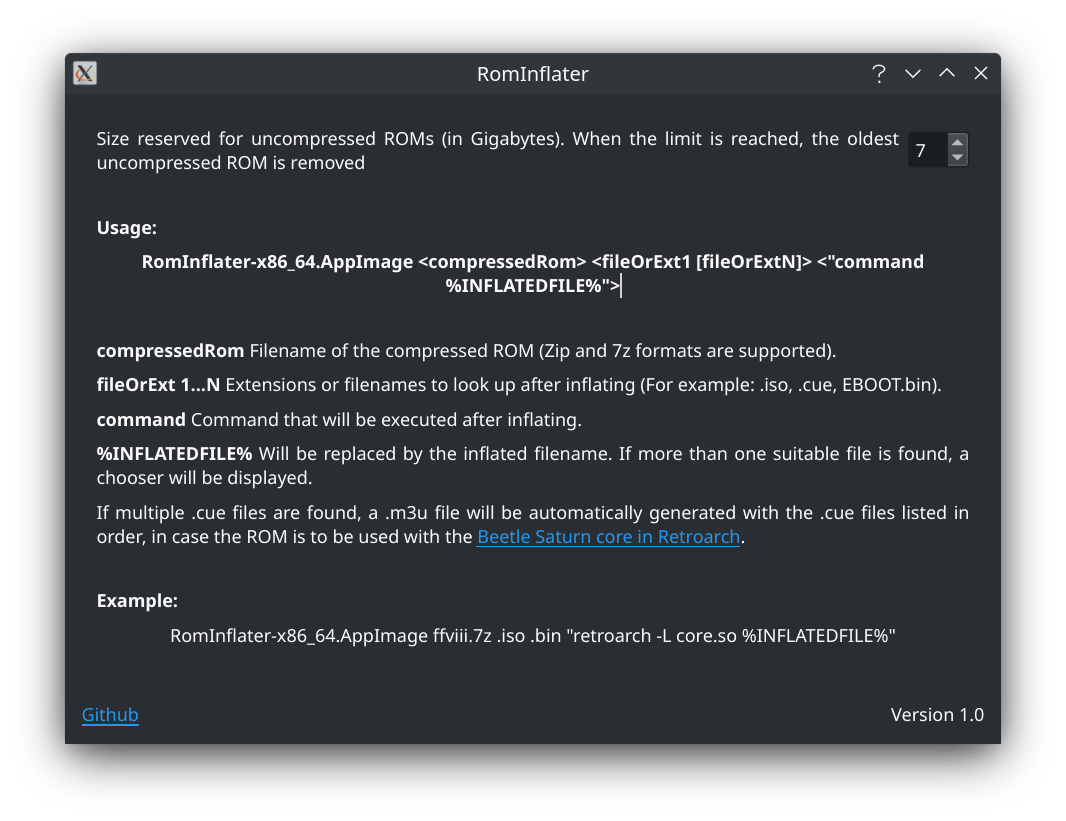 RomInflater
Size reserved for uncompressed ROMs (in Gigabytes). When the limit is reached, the oldest
uncompressed ROM is removed
7
Usage:
RomInflater-x86_64.AppImage <compressedRom> <fileOrExt1 [fileOrExtN]> <"command
%INFLATEDFILE%">
compressedRom Filename of the compressed ROM (Zip and 7z formats are supported).
fileOrExt 1...N Extensions or filenames to look up after inflating (For example: .iso, .cue, EBOOT.bin).
command Command that will be executed after inflating.
%INFLATEDFILE% Will be replaced by the inflated filename. If more than one suitable file is found, a
chooser will be displayed.
If multiple .cue files are found, a .m3u file will be automatically generated with the .cue files listed in
order, in case the ROM is to be used with the Beetle Saturn core in Retroarch.
Example:
RomInflater-x86_64.AppImage ffviii.7z .iso .bin "retroarch -L core.so %INFLATEDFILE%"
Github
Version 1.0